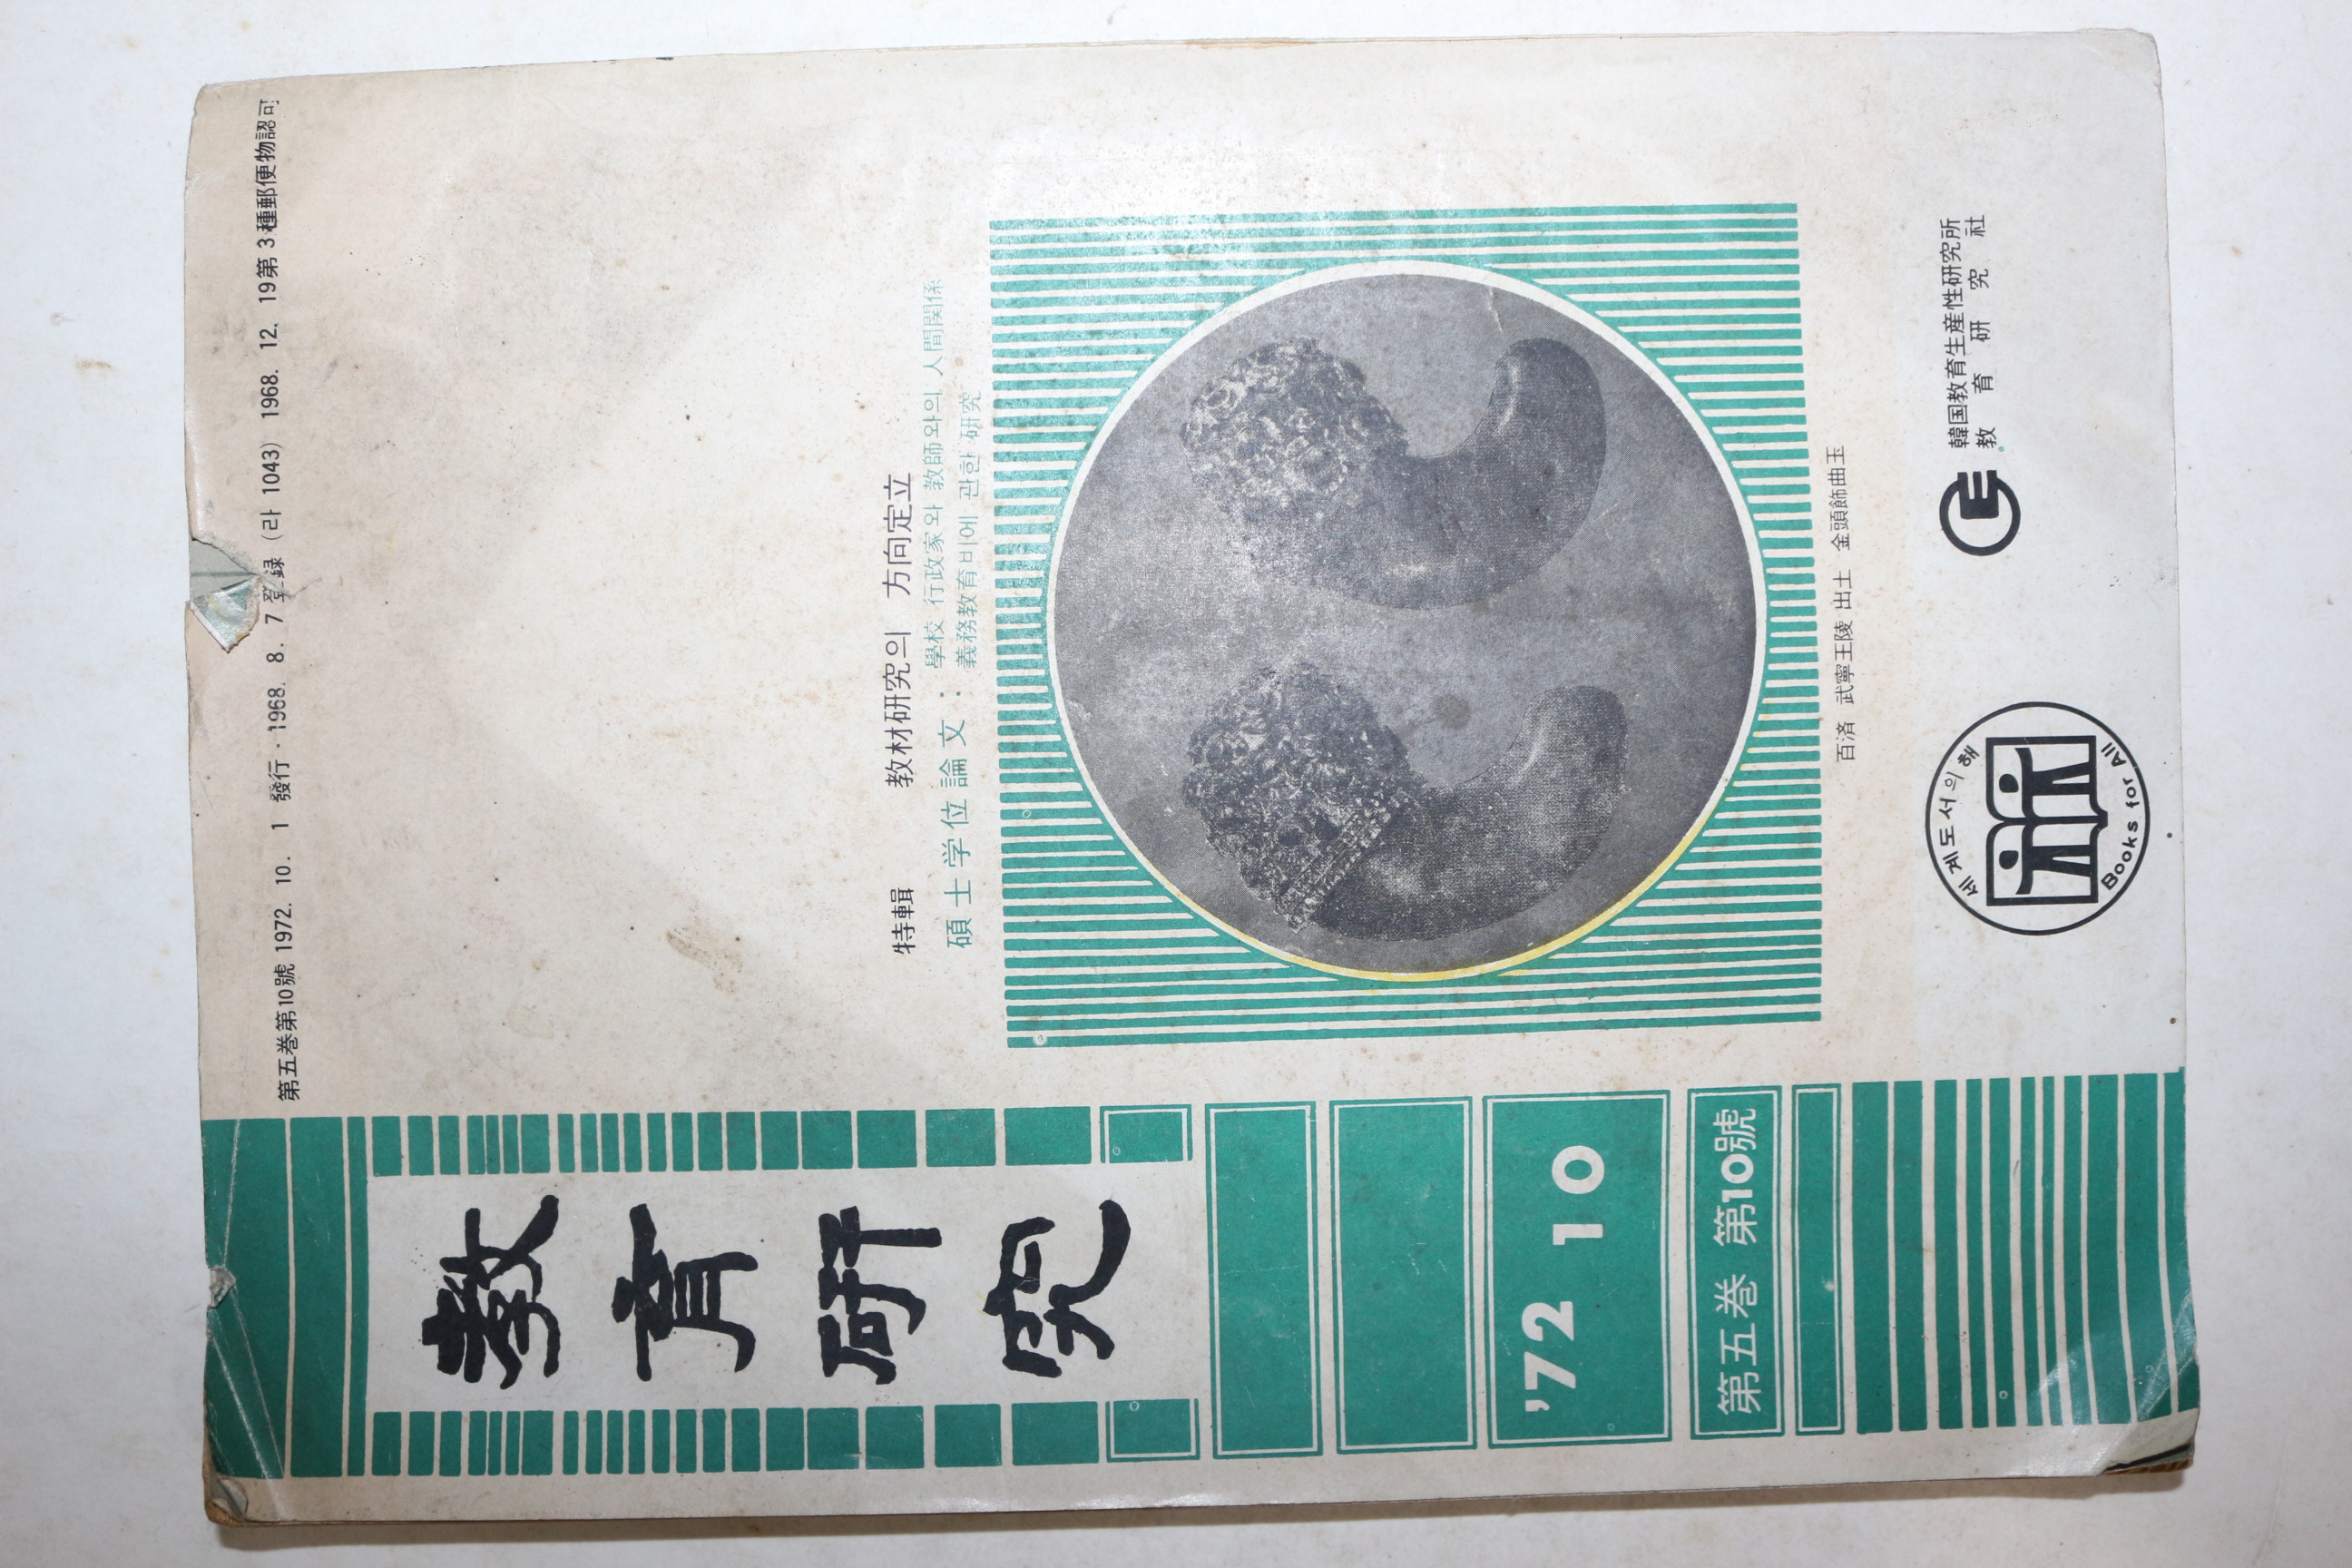 第五巻第10號 1972. 10. 1 發行・1968. 8. 7 登録 (라 1043) 1968. 12. 19 第3種郵便物認可
教育研究
'72 10
第五巻 第10號
特輯 教材研究의 方向定立
碩士学位論文・學校 行政家와 教師와의 人間関係
・義務教育비에 관한 研究
百済 武寧王陵 出土 金頭飾曲玉
세계도서의 해
Books for All
韓国教育生産性研究所
教育研究社